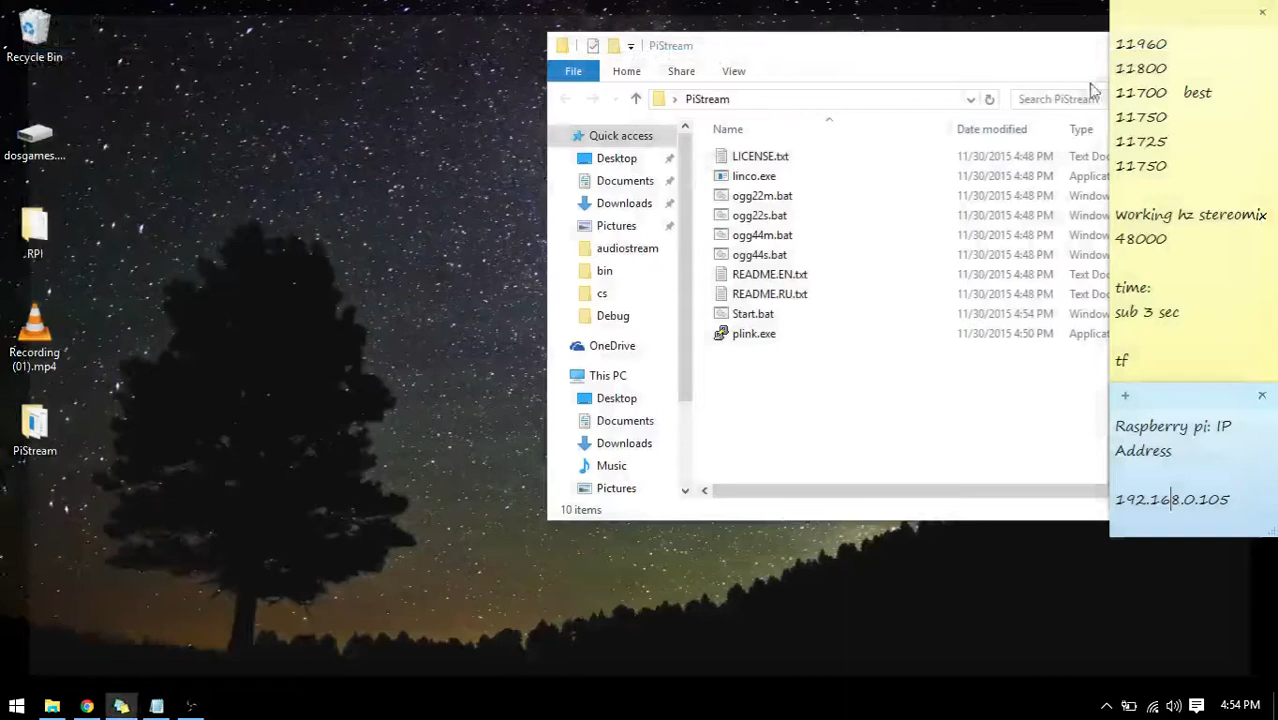 Recycle Bin
dosgames....
RPI
Recording
(01).mp4
PiStream
PiStream
File Home Share View
PiStream
Search PiStream
Quick access
Desktop
Documents
Downloads
Pictures
audiostream
bin
cs
Debug
OneDrive
This PC
Desktop
Documents
Downloads
Music
Pictures
Name Date modified Type
LICENSE.txt 11/30/2015 4:48 PM Text Doc
linco.exe 11/30/2015 4:48 PM Applica
ogg22m.bat 11/30/2015 4:48 PM Window
ogg22s.bat 11/30/2015 4:48 PM Window
ogg44m.bat 11/30/2015 4:48 PM Window
ogg44s.bat 11/30/2015 4:48 PM Window
README.EN.txt 11/30/2015 4:48 PM Text Doc
README.RU.txt 11/30/2015 4:48 PM Text Doc
Start.bat 11/30/2015 4:54 PM Window
plink.exe 11/30/2015 4:50 PM Applica
10 items
11960
11800
11700 best
11750
11725
11750
Working hz stereomix
48000
time:
sub 3 sec
tf
Raspberry pi: IP
Address
192.168.0.105
4:54 PM